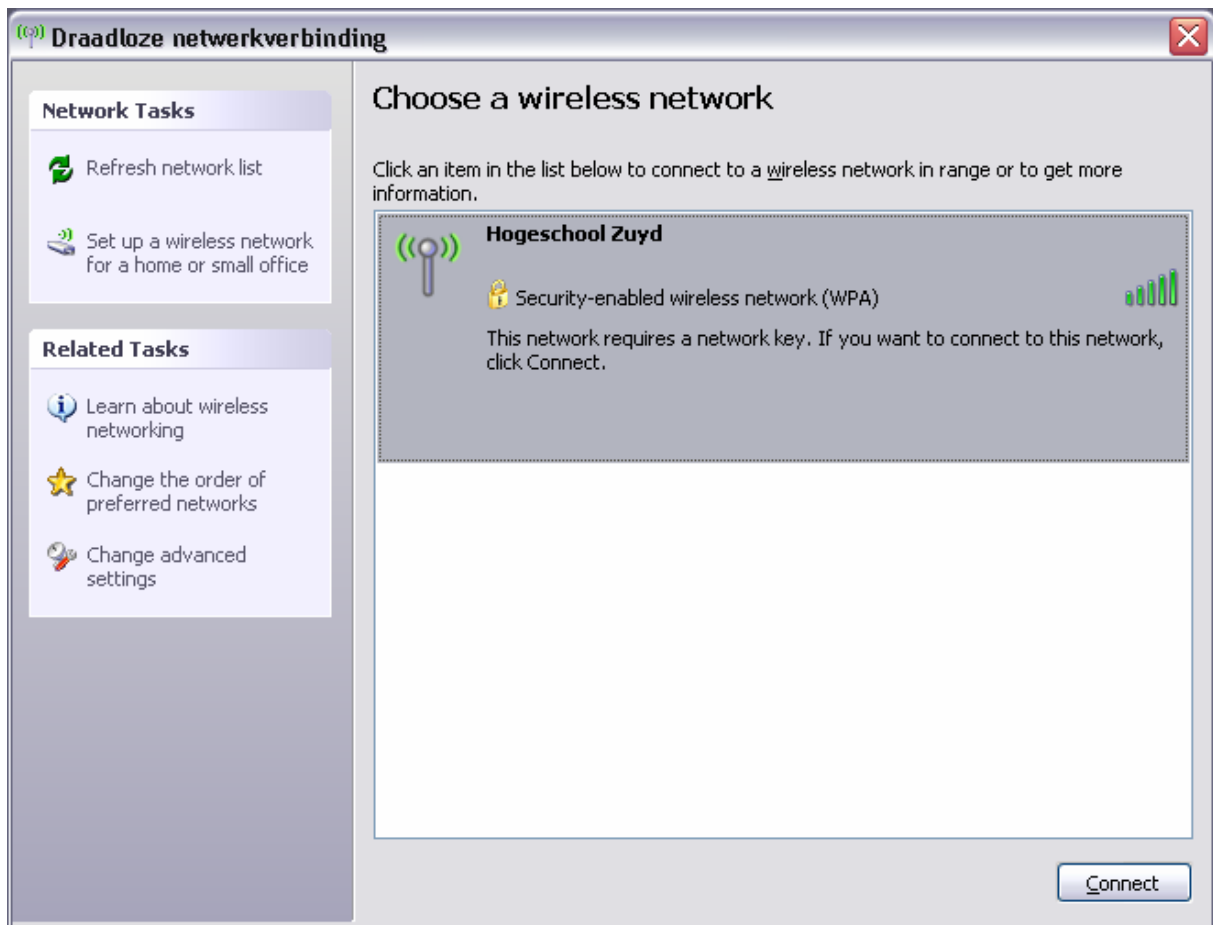 Draadloze netwerkverbinding
Network Tasks
Refresh network list
Set up a wireless network
for a home or small office
Related Tasks
Learn about wireless
networking
Change the order of
preferred networks
Change advanced
settings
Choose a wireless network
Click an item in the list below to connect to a wireless network in range or to get more
information.
Hogeschool Zuyd
Security-enabled wireless network (WPA)
This network requires a network key. If you want to connect to this network,
click Connect.
Connect